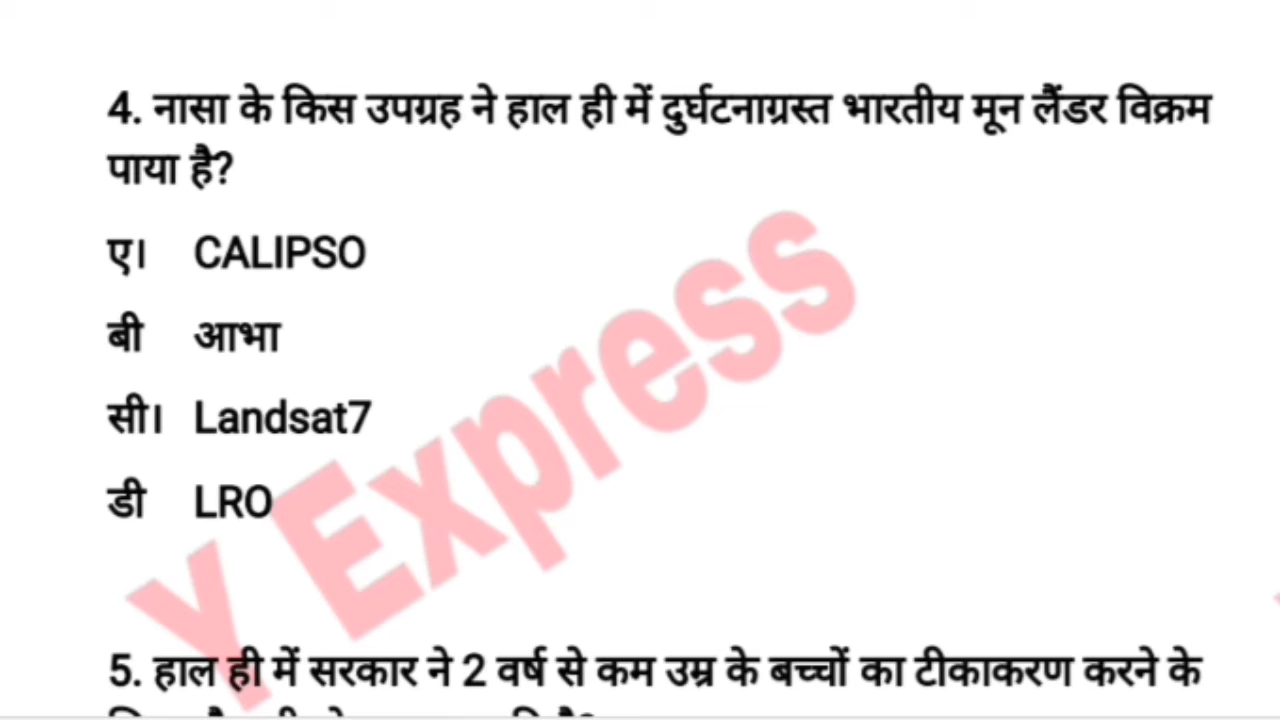 4. नासा के किस उपग्रह ने हाल ही में दुर्घटनाग्रस्त भारतीय मून लैंडर विक्रम
पाया है?
ए। CALIPSO
बी आभा
सी। Landsat7
डी LRO
Y Express
5. हाल ही में सरकार ने 2 वर्ष से कम उम्र के बच्चों का टीकाकरण करने के